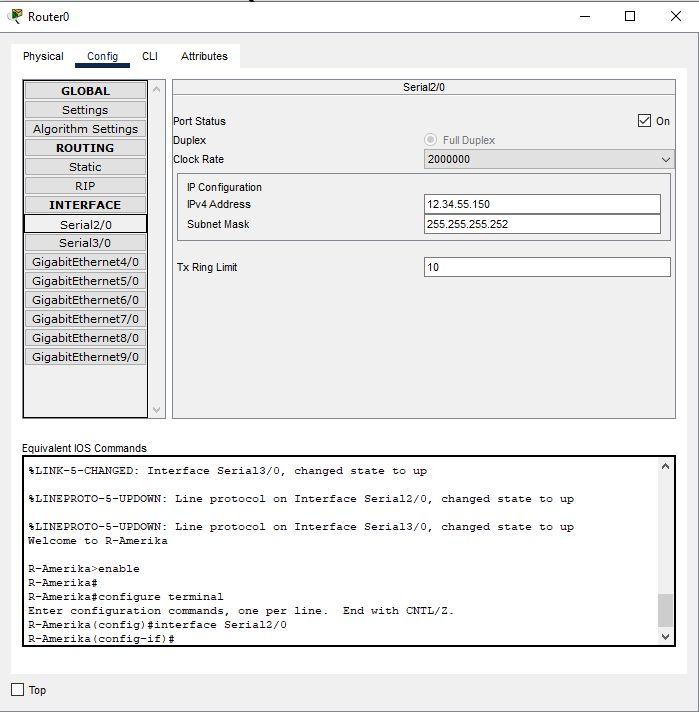 Router0
Physical Config CLI Attributes
GLOBAL
Settings
Algorithm Settings
ROUTING
Static
RIP
INTERFACE
Serial2/0
Serial3/0
GigabitEthernet4/0
GigabitEthernet5/0
GigabitEthernet6/0
GigabitEthernet7/0
GigabitEthernet8/0
GigabitEthernet9/0
Serial2/0
Port Status On
Duplex Full Duplex
Clock Rate 2000000
IP Configuration
IPv4 Address 12.34.55.150
Subnet Mask 255.255.255.252
Tx Ring Limit 10
Equivalent IOS Commands
%LINK-5-CHANGED: Interface Serial3/0, changed state to up
%LINEPROTO-5-UPDOWN: Line protocol on Interface Serial2/0, changed state to up
%LINEPROTO-5-UPDOWN: Line protocol on Interface Serial3/0, changed state to up
Welcome to R-Amerika
R-Amerika>enable
R-Amerika#
R-Amerika#configure terminal
Enter configuration commands, one per line.  End with CNTL/Z.
R-Amerika(config)#interface Serial2/0
R-Amerika(config-if)#
Top